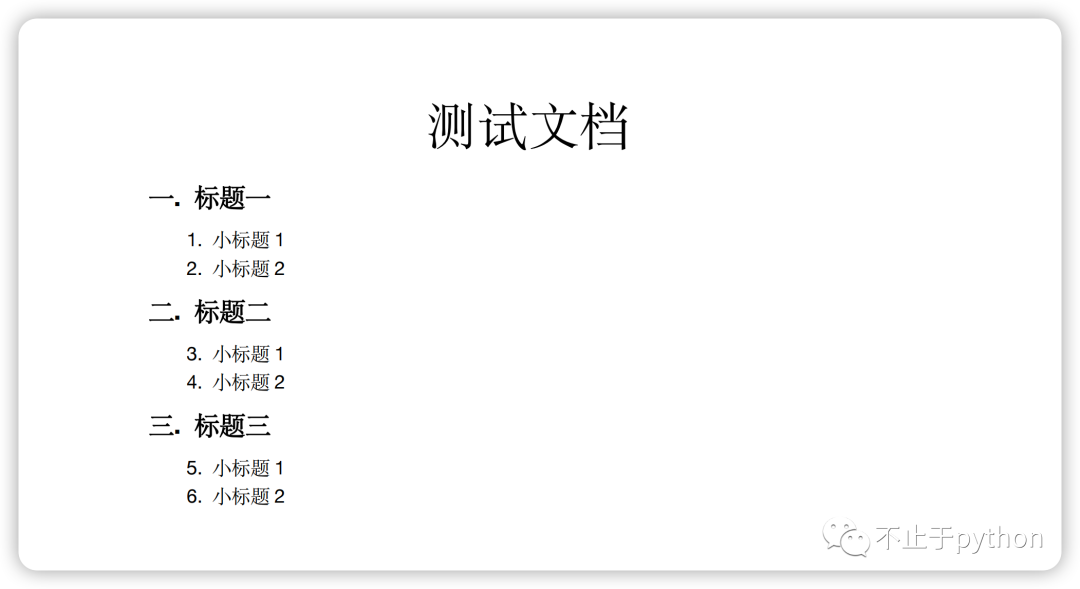 测试文档
一. 标题一
1. 小标题 1
2. 小标题 2
二. 标题二
3. 小标题 1
4. 小标题 2
三. 标题三
5. 小标题 1
6. 小标题 2
不止于python